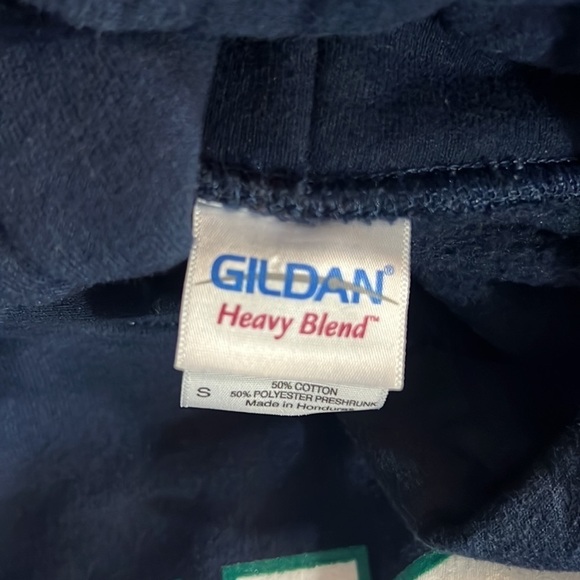 GILDAN®
Heavy Blend™
50% COTTON
S 50% POLYESTER PRESHRUNK
Made in Honduras